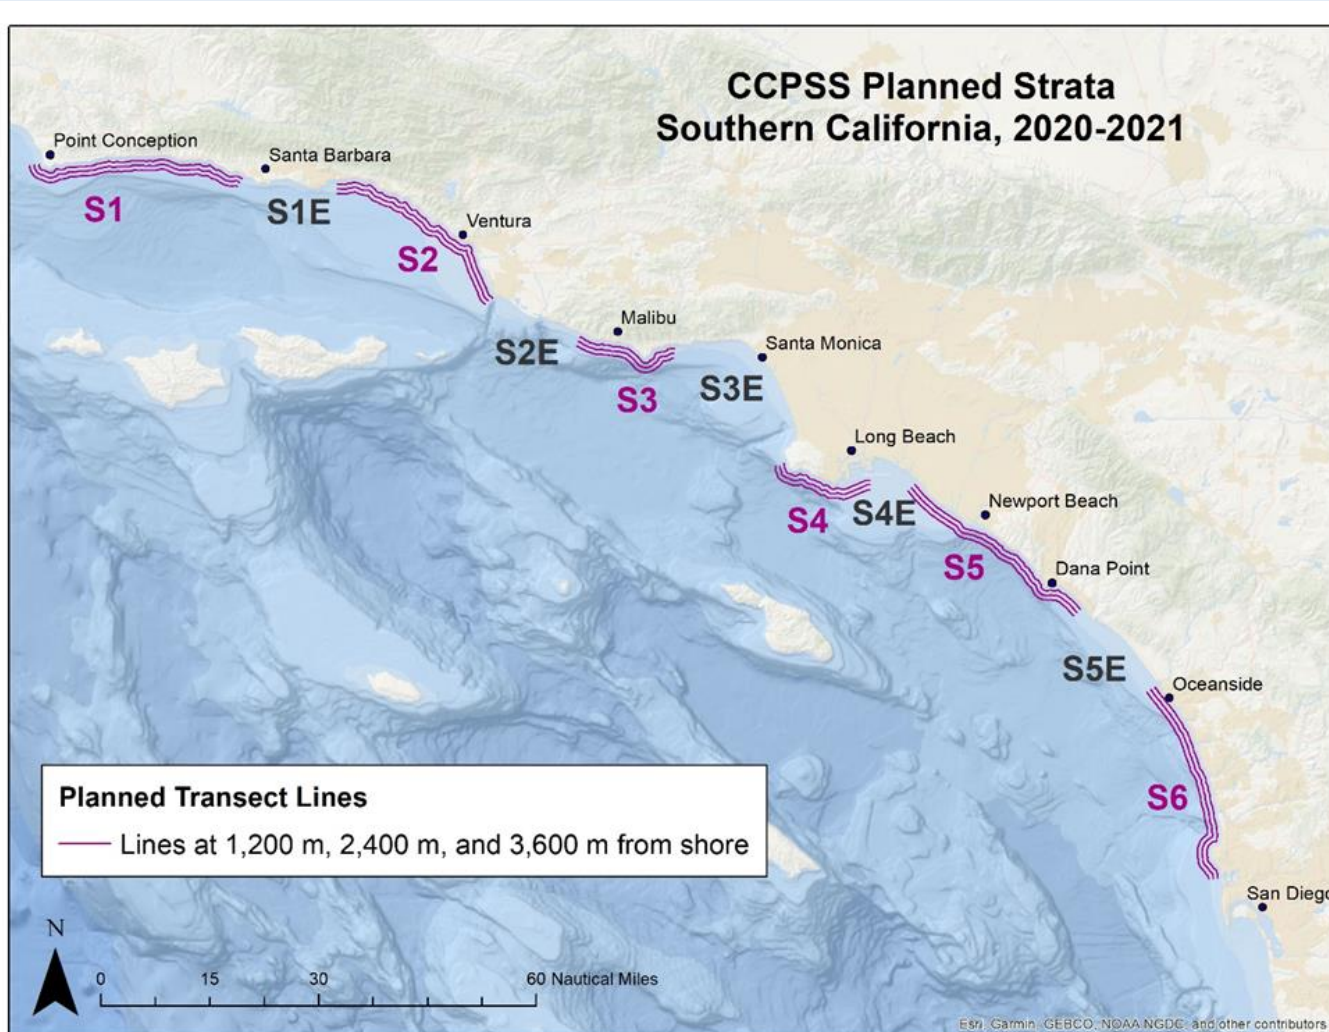 CCPSS Planned Strata
Southern California, 2020-2021
Point Conception
Santa Barbara
S1
S1E
Ventura
S2
Malibu
Santa Monica
S2E
S3
S3E
Long Beach
S4
S4E
Newport Beach
S5
Dana Point
S5E
Oceanside
S6
Planned Transect Lines
Lines at 1,200 m, 2,400 m, and 3,600 m from shore
San Diego
N
0 15 30 60 Nautical Miles
Esri, Garmin, GEBCO, NOAA NGDC, and other contributors